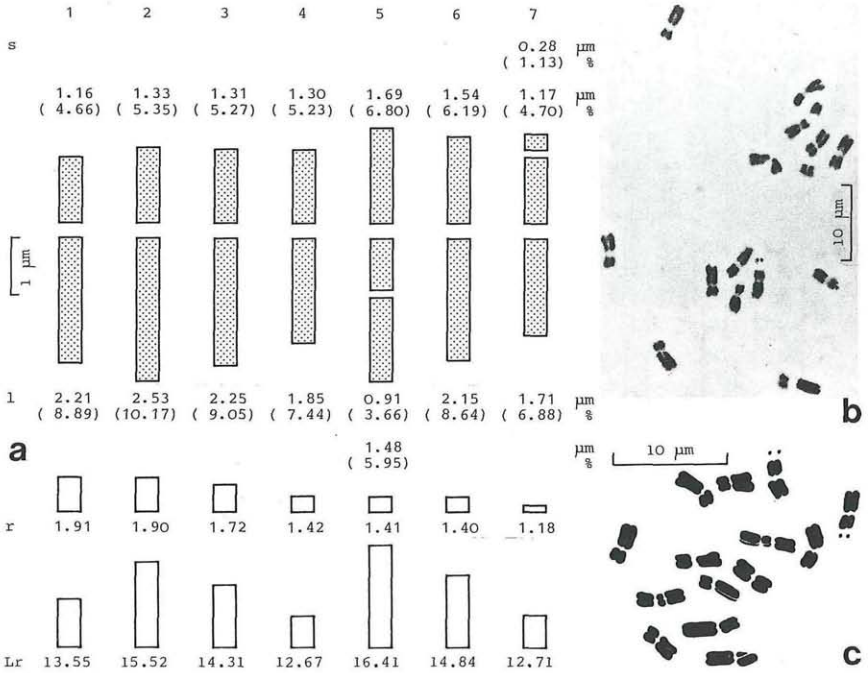 1 2 3 4 5 6 7
s 0.28 µm
( 1.13) %
1.16 1.33 1.31 1.30 1.69 1.54 1.17 µm
( 4.66) ( 5.35) ( 5.27) ( 5.23) ( 6.80) ( 6.19) ( 4.70) %
1 µm
10 µm
l 2.21 2.53 2.25 1.85 0.91 2.15 1.71 µm
( 8.89) (10.17) ( 9.05) ( 7.44) ( 3.66) ( 8.64) ( 6.88) %
b
a 1.48 µm
( 5.95) %
10 µm
r 1.91 1.90 1.72 1.42 1.41 1.40 1.18
Lr 13.55 15.52 14.31 12.67 16.41 14.84 12.71
c